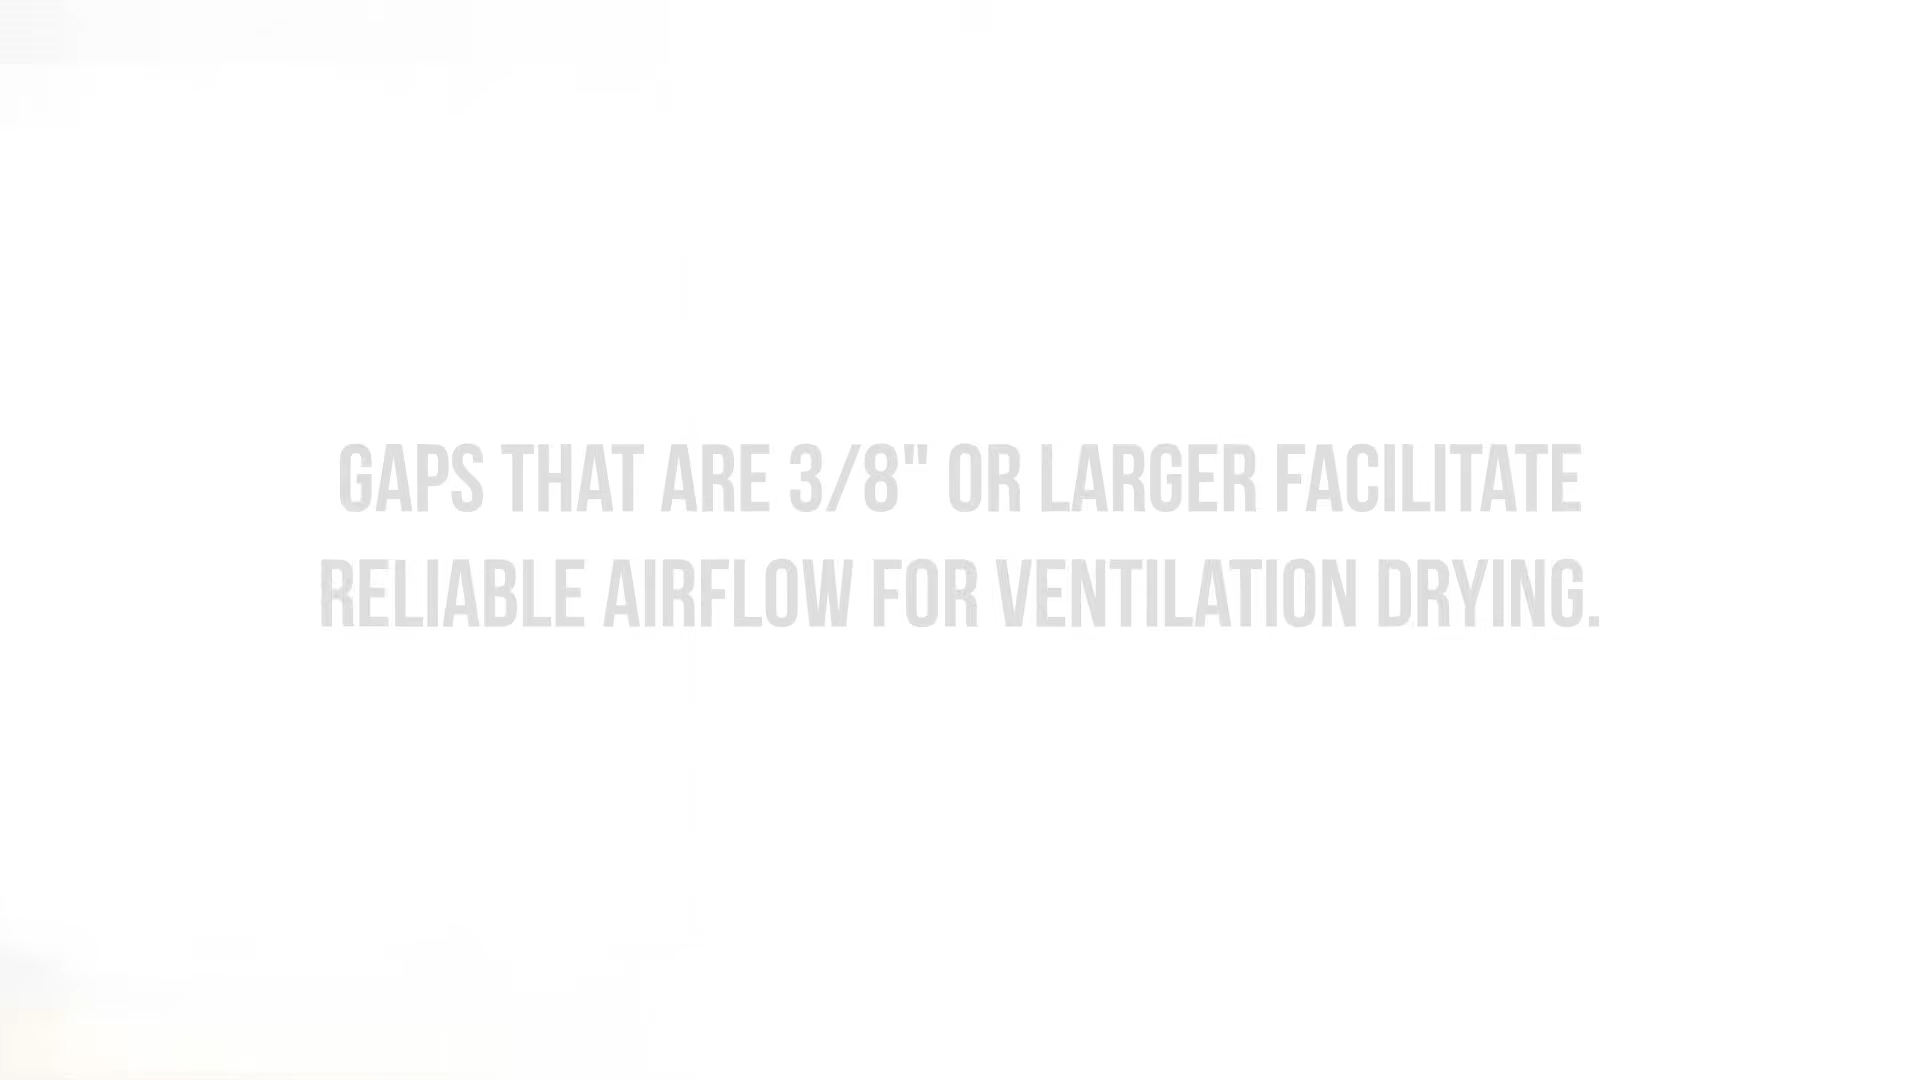 GAPS THAT ARE 3/8" OR LARGER FACILITATE
RELIABLE AIRFLOW FOR VENTILATION DRYING.